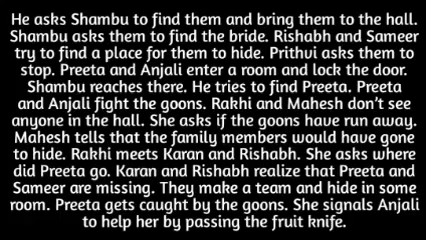 He asks Shambu to find them and bring them to the hall.
Shambu asks them to find the bride. Rishabh and Sameer
try to find a place for them to hide. Prithvi asks them to
stop. Preeta and Anjali enter a room and lock the door.
Shambu reaches there. He tries to find Preeta. Preeta
and Anjali fight the goons. Rakhi and Mahesh don't see
anyone in the hall. She asks if the goons have run away.
Mahesh tells that the family members would have gone
to hide. Rakhi meets Karan and Rishabh. She asks where
did Preeta go. Karan and Rishabh realize that Preeta and
Sameer are missing. They make a team and hide in some
room. Preeta gets caught by the goons. She signals Anjali
to help her by passing the fruit knife.